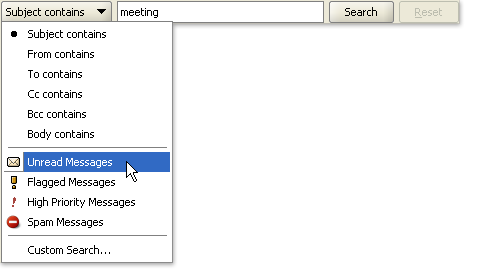 Subject contains meeting Search Reset
Subject contains
From contains
To contains
Cc contains
Bcc contains
Body contains
Unread Messages
Flagged Messages
High Priority Messages
Spam Messages
Custom Search...